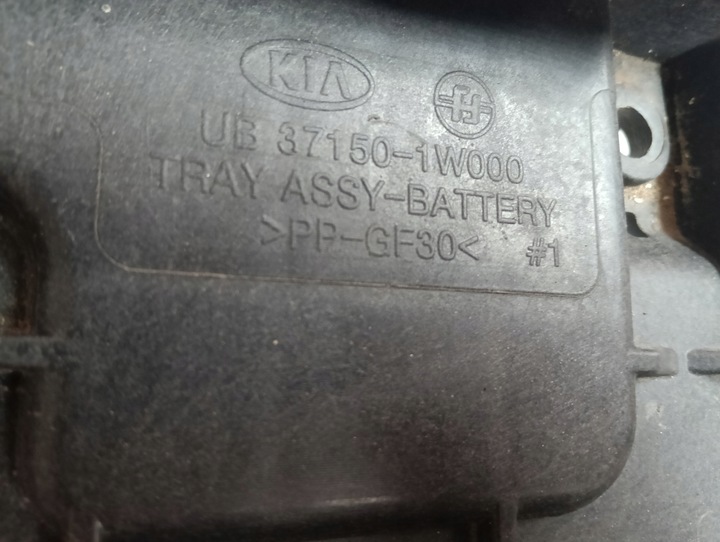 KIA
UB 37150-1W000
TRAY ASSY-BATTERY
>PP-GF30< #1